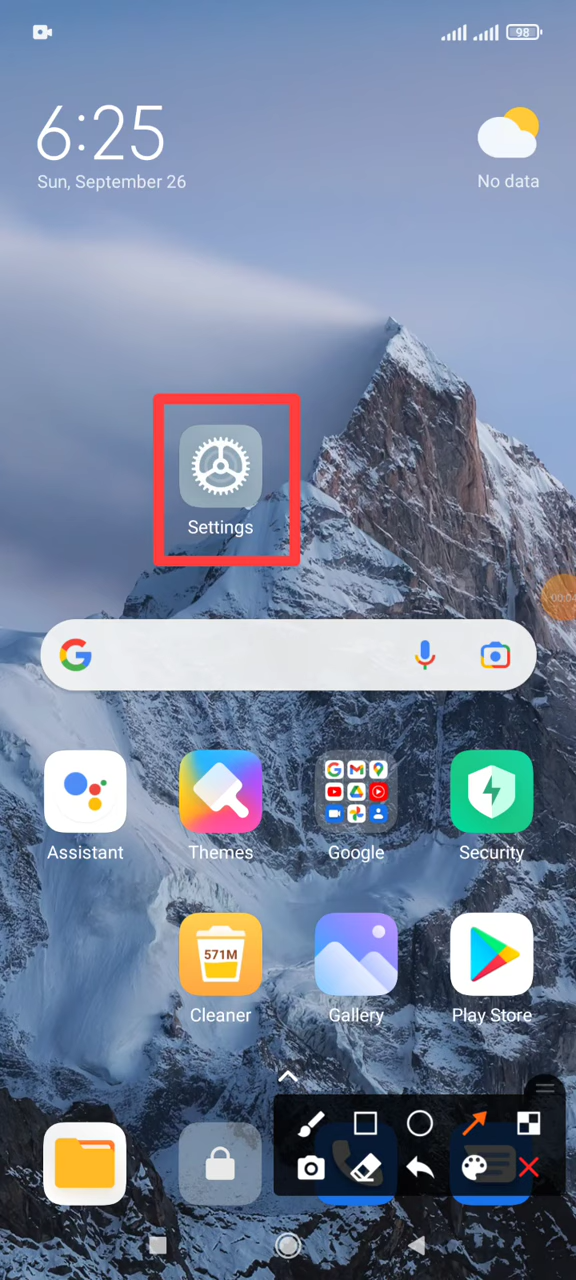 98
6:25
Sun, September 26
No data
Settings
Assistant
Themes
Google
Security
571M
Cleaner
Gallery
Play Store